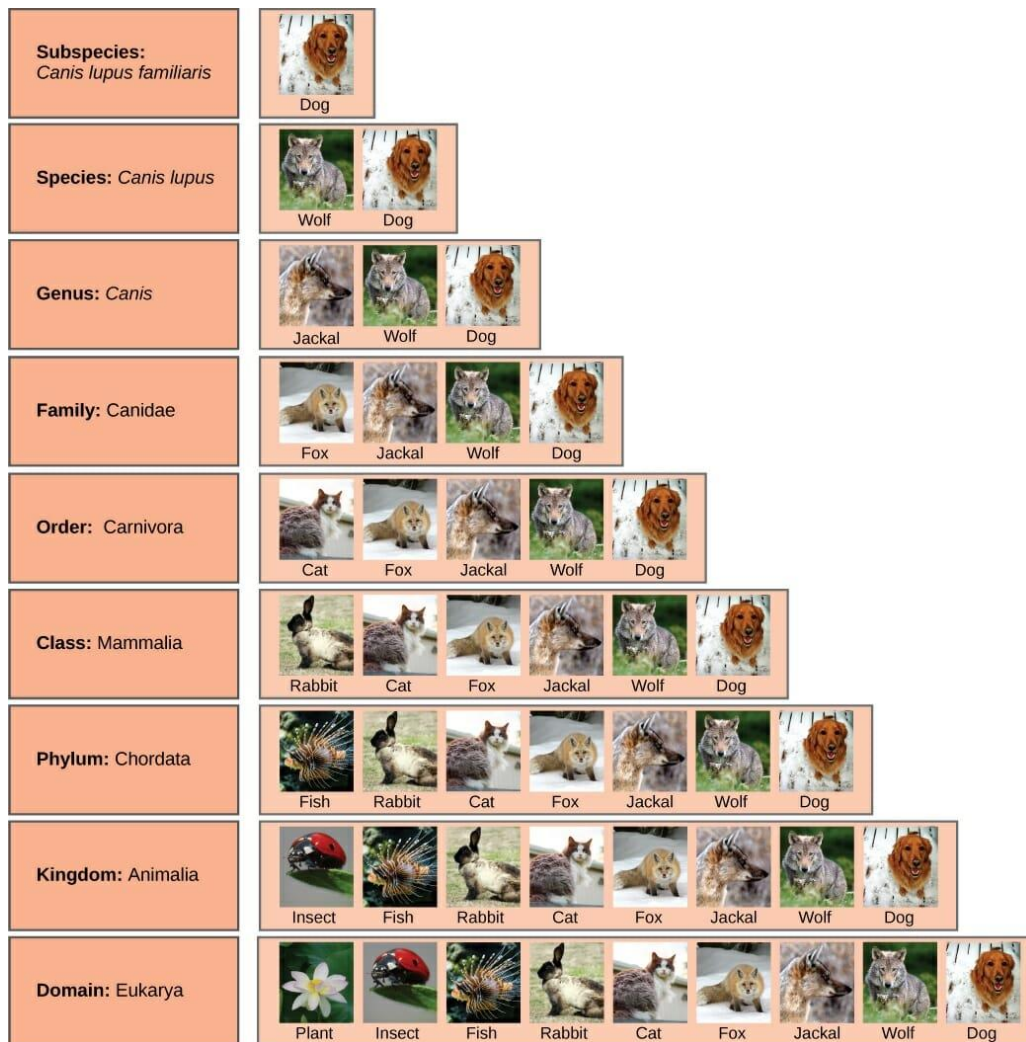 Subspecies:
Canis lupus familiaris
Dog
Species: Canis lupus
Wolf Dog
Genus: Canis
Jackal Wolf Dog
Family: Canidae
Fox Jackal Wolf Dog
Order: Carnivora
Cat Fox Jackal Wolf Dog
Class: Mammalia
Rabbit Cat Fox Jackal Wolf Dog
Phylum: Chordata
Fish Rabbit Cat Fox Jackal Wolf Dog
Kingdom: Animalia
Insect Fish Rabbit Cat Fox Jackal Wolf Dog
Domain: Eukarya
Plant Insect Fish Rabbit Cat Fox Jackal Wolf Dog